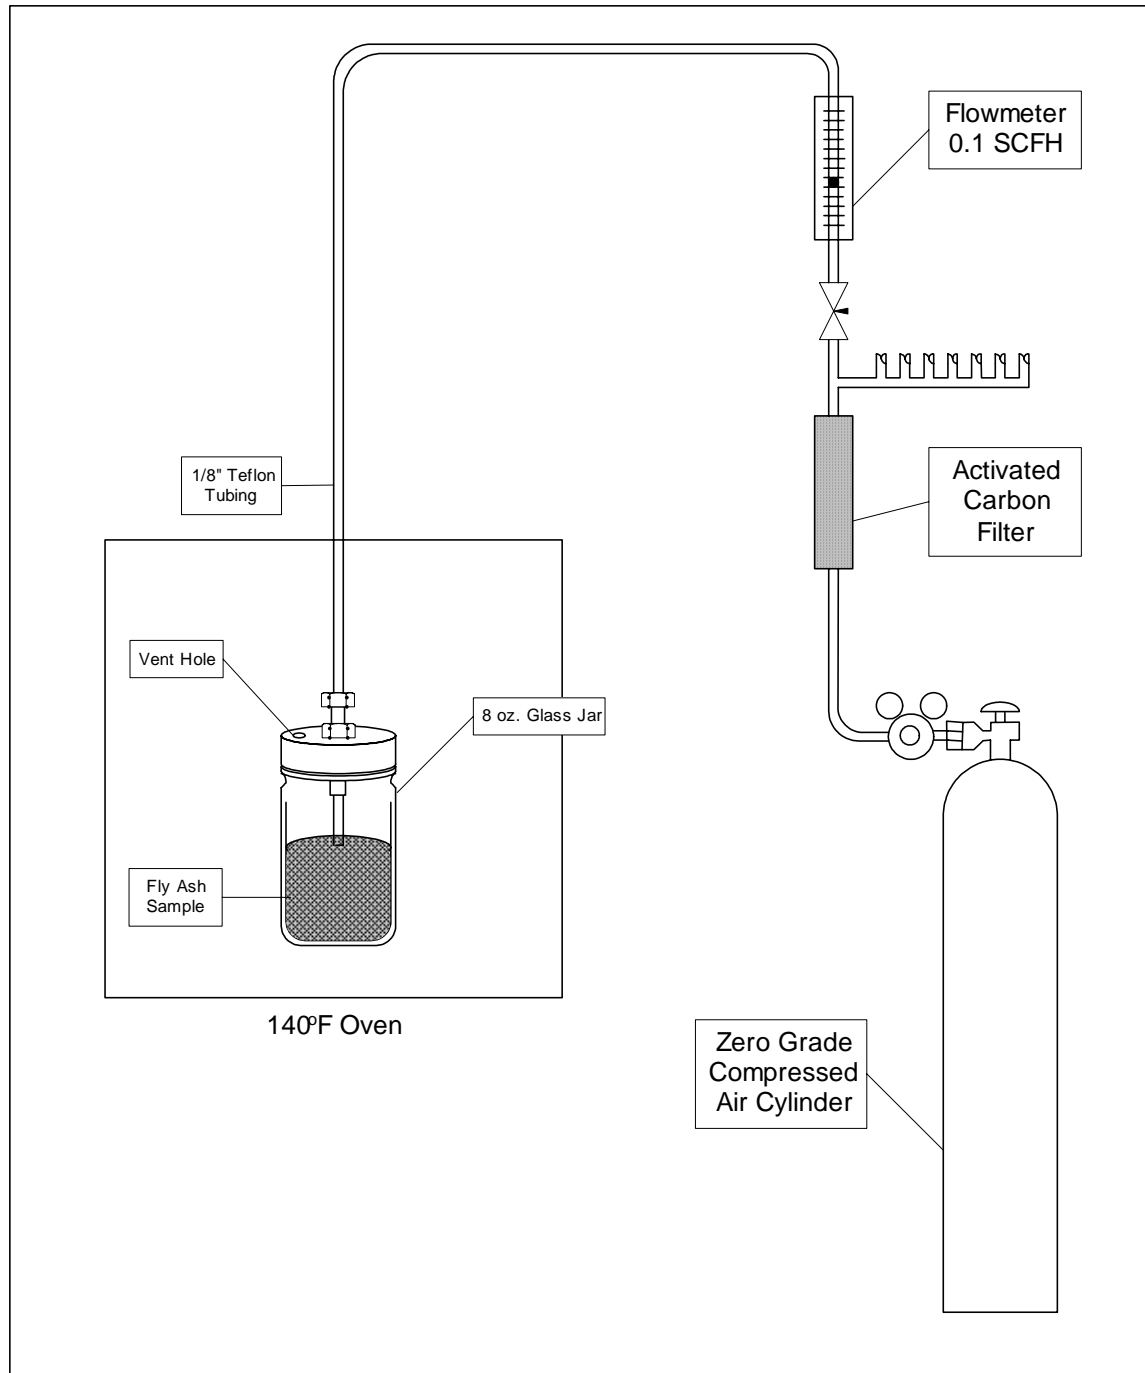 Flowmeter
0.1 SCFH
1/8" Teflon
Tubing
Activated
Carbon
Filter
Vent Hole
8 oz. Glass Jar
Fly Ash
Sample
140ºF Oven
Zero Grade
Compressed
Air Cylinder